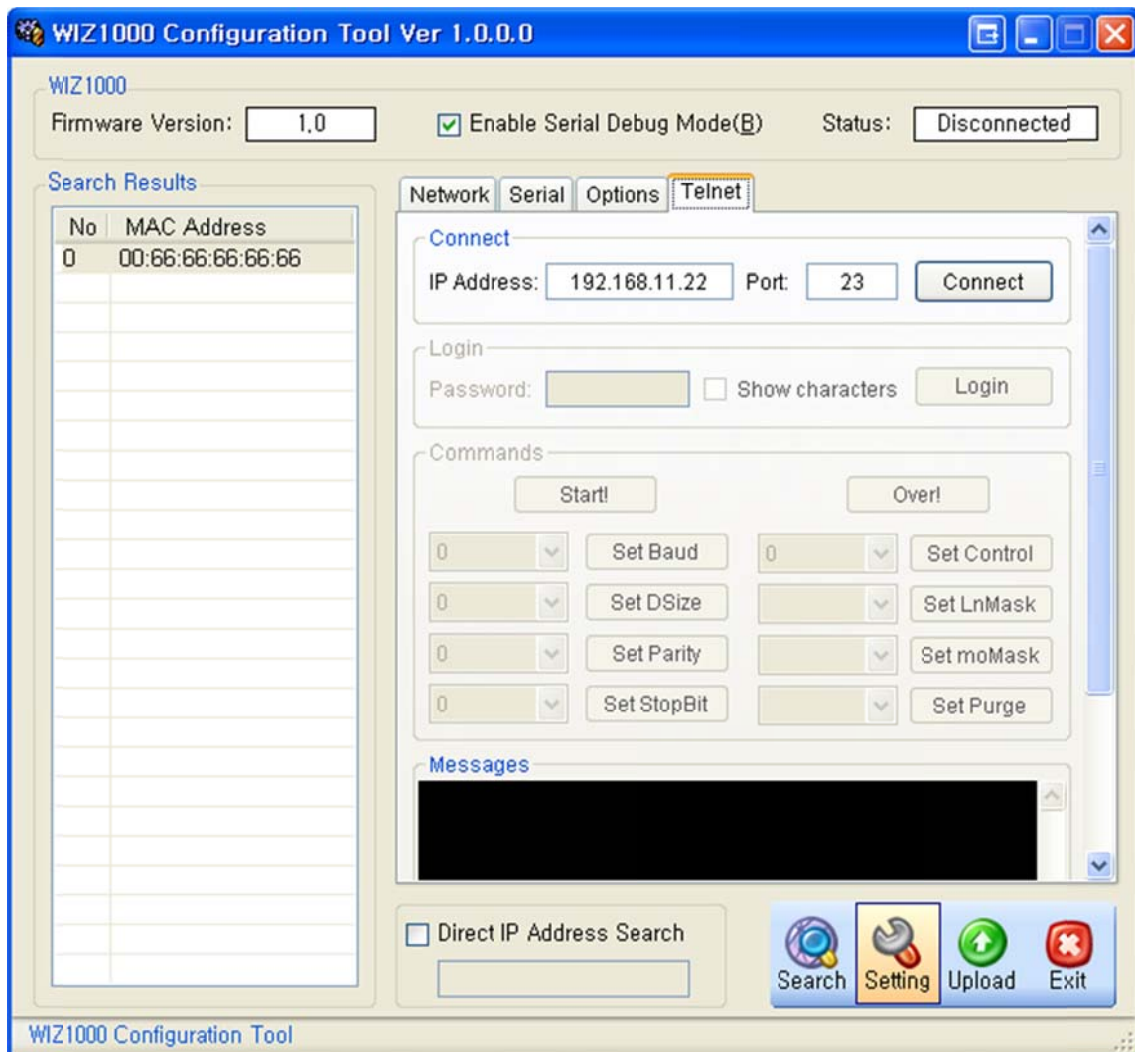 WIZ1000 Configuration Tool Ver 1.0.0.0
WIZ1000
Firmware Version: 1.0 Enable Serial Debug Mode(B) Status: Disconnected
Search Results
No MAC Address
0 00:66:66:66:66:66
Network Serial Options Telnet
Connect
IP Address: 192.168.11.22 Port: 23 Connect
Login
Password: Show characters Login
Commands
Start! Over!
0 Set Baud 0 Set Control
0 Set DSize Set LnMask
0 Set Parity Set moMask
0 Set StopBit Set Purge
Messages
Direct IP Address Search
Search Setting Upload Exit
WIZ1000 Configuration Tool